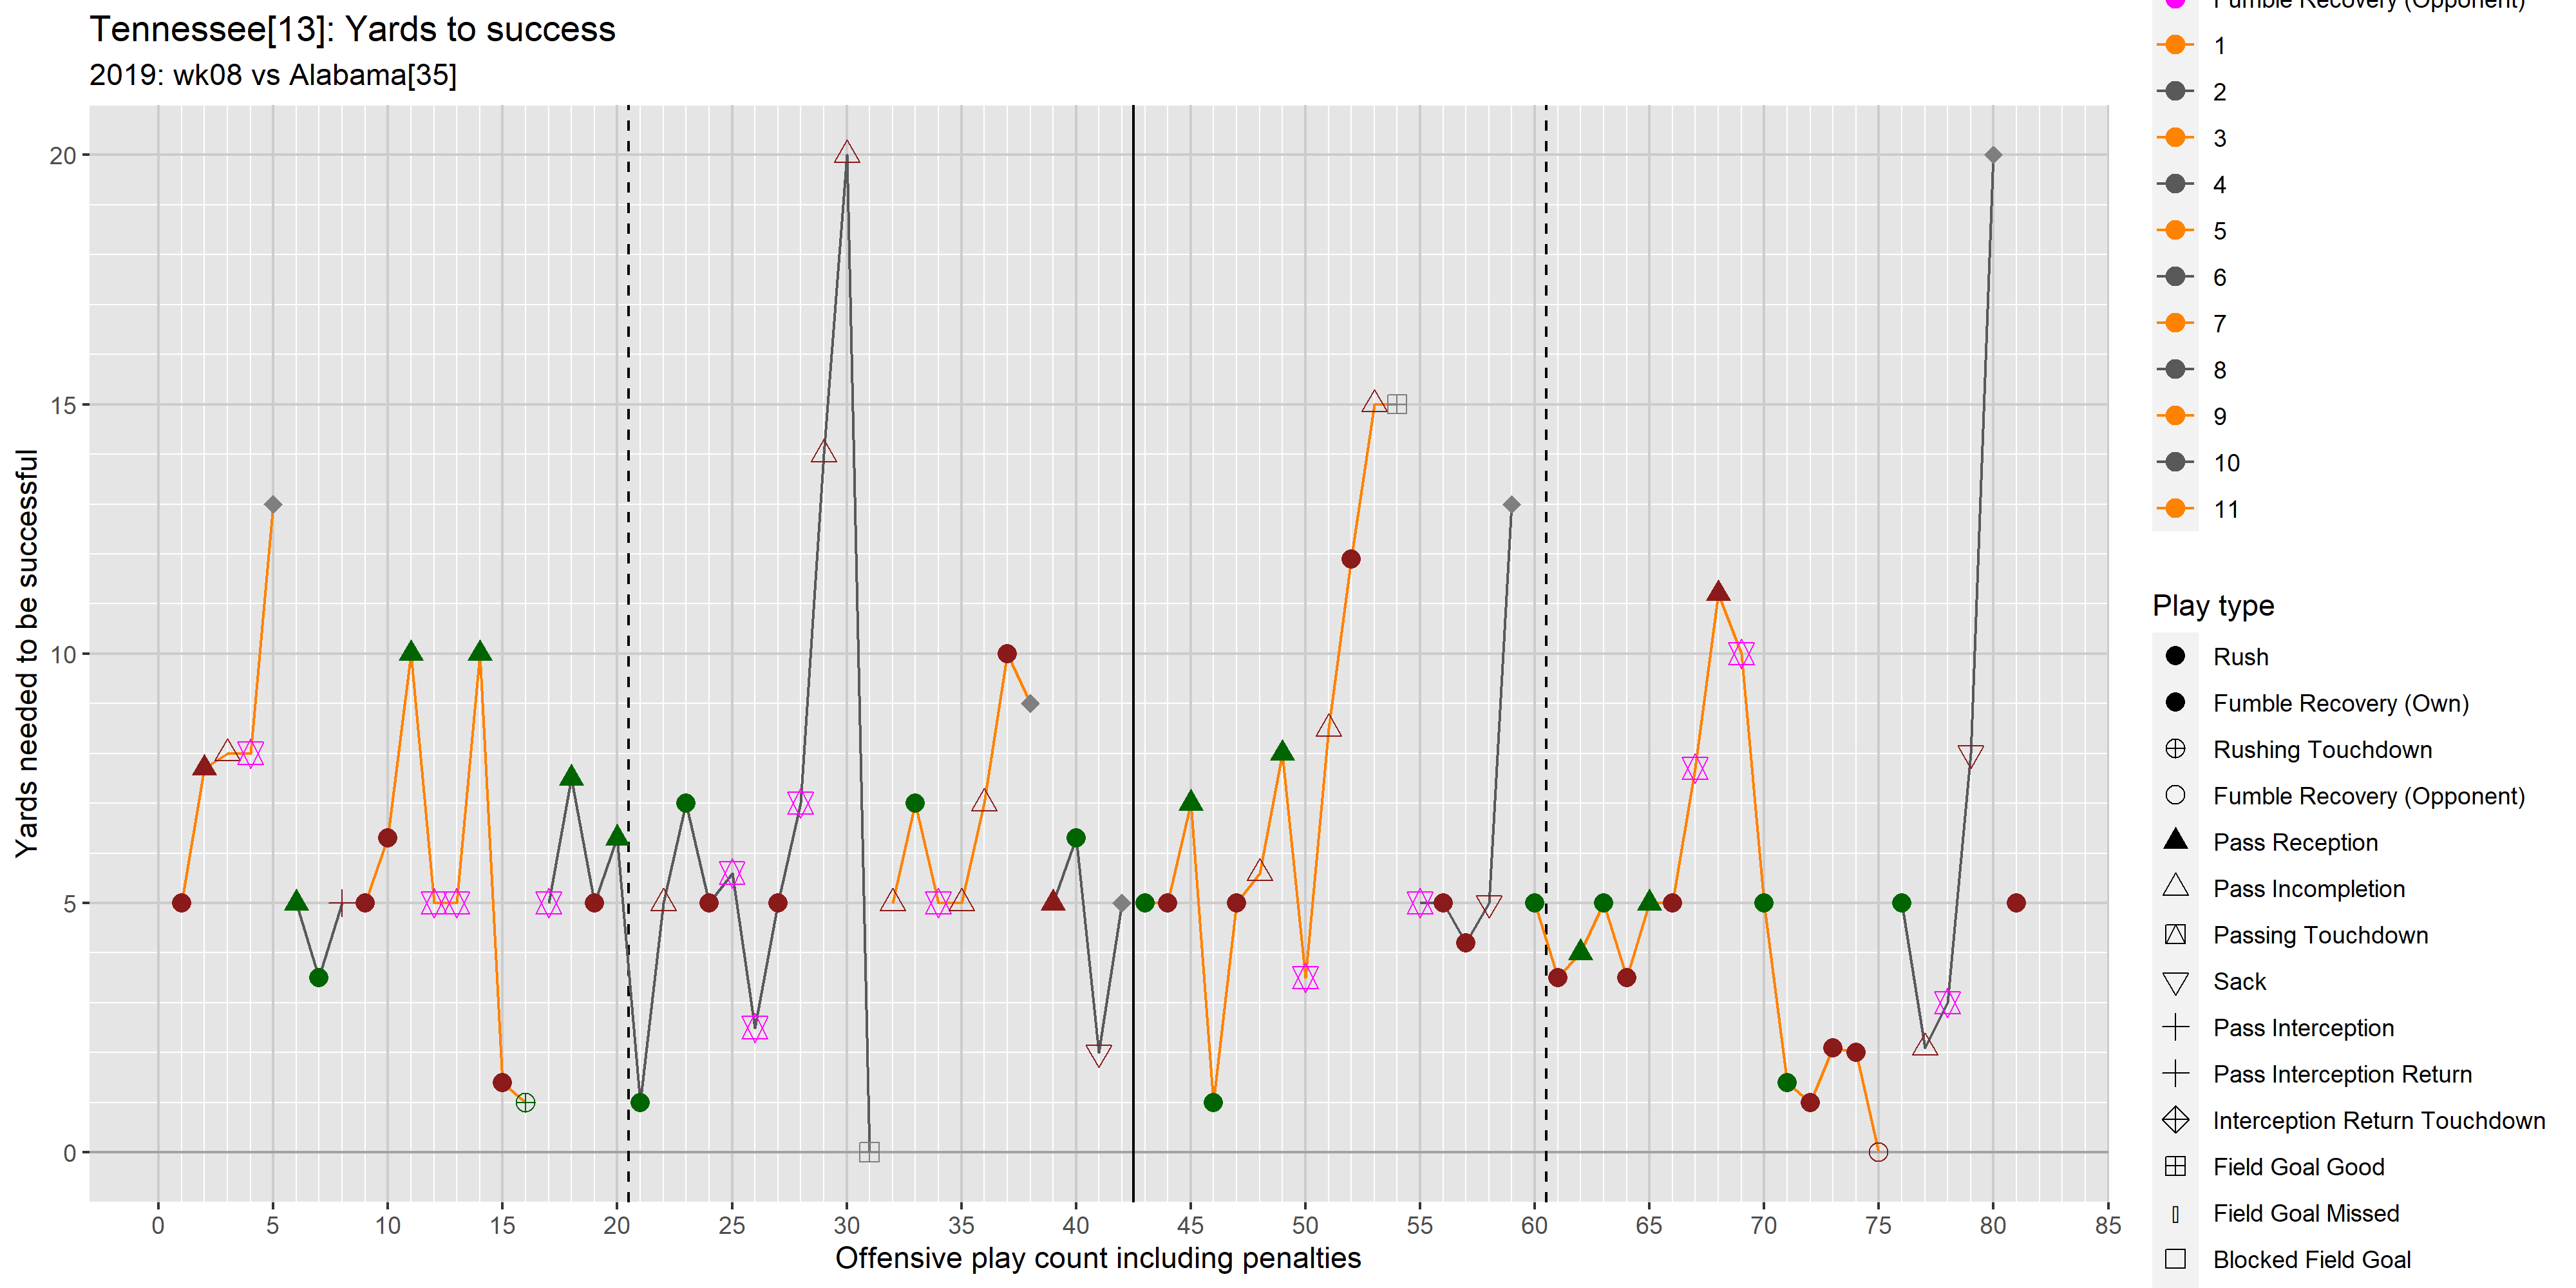 Tennessee[13]: Yards to success
2019: wk08 vs Alabama[35]
Yards needed to be successful
20
15
10
5
0
0 5 10 15 20 25 30 35 40 45 50 55 60 65 70 75 80 85
Offensive play count including penalties
Fumble Recovery (Opponent)
1
2
3
4
5
6
7
8
9
10
11
Play type
Rush
Fumble Recovery (Own)
Rushing Touchdown
Fumble Recovery (Opponent)
Pass Reception
Pass Incompletion
Passing Touchdown
Sack
Pass Interception
Pass Interception Return
Interception Return Touchdown
Field Goal Good
Field Goal Missed
Blocked Field Goal